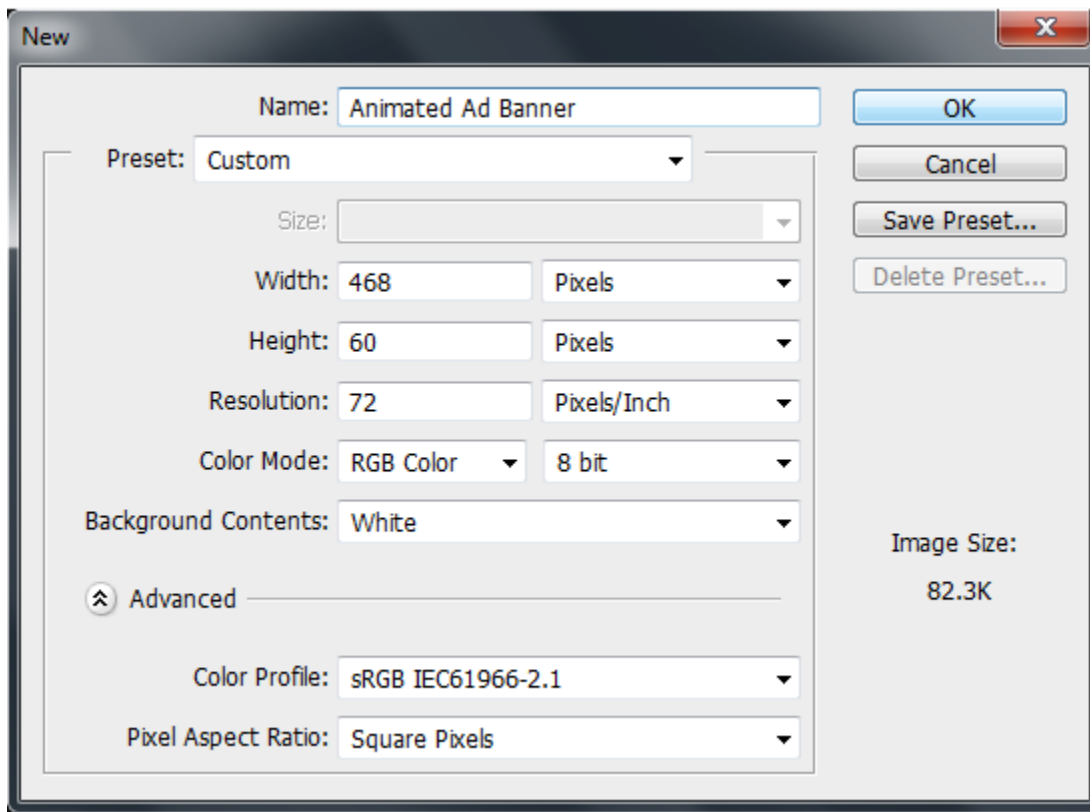 New
X
Name: Animated Ad Banner
OK
Preset: Custom
Cancel
Size:
Save Preset...
Width: 468 Pixels
Delete Preset...
Height: 60 Pixels
Resolution: 72 Pixels/Inch
Color Mode: RGB Color 8 bit
Background Contents: White
Image Size:
82.3K
Advanced
Color Profile: sRGB IEC61966-2.1
Pixel Aspect Ratio: Square Pixels